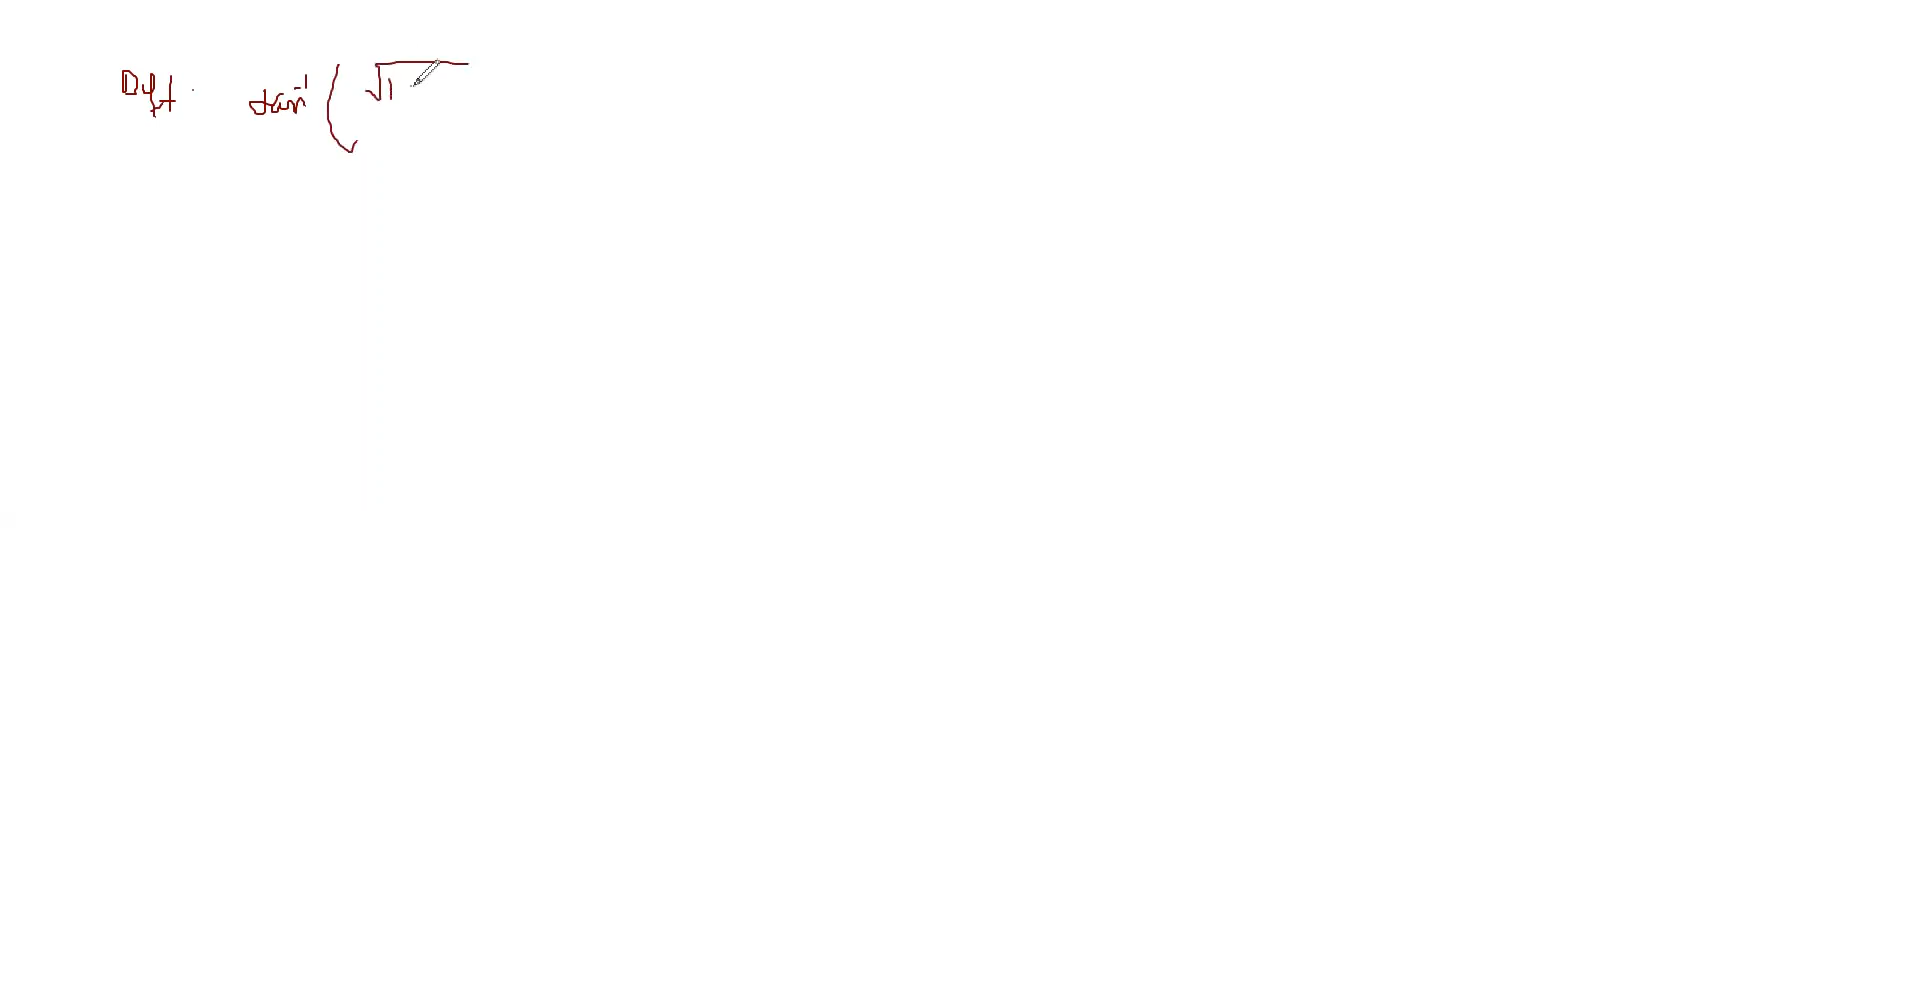 Diff. tan⁻¹ ( √1